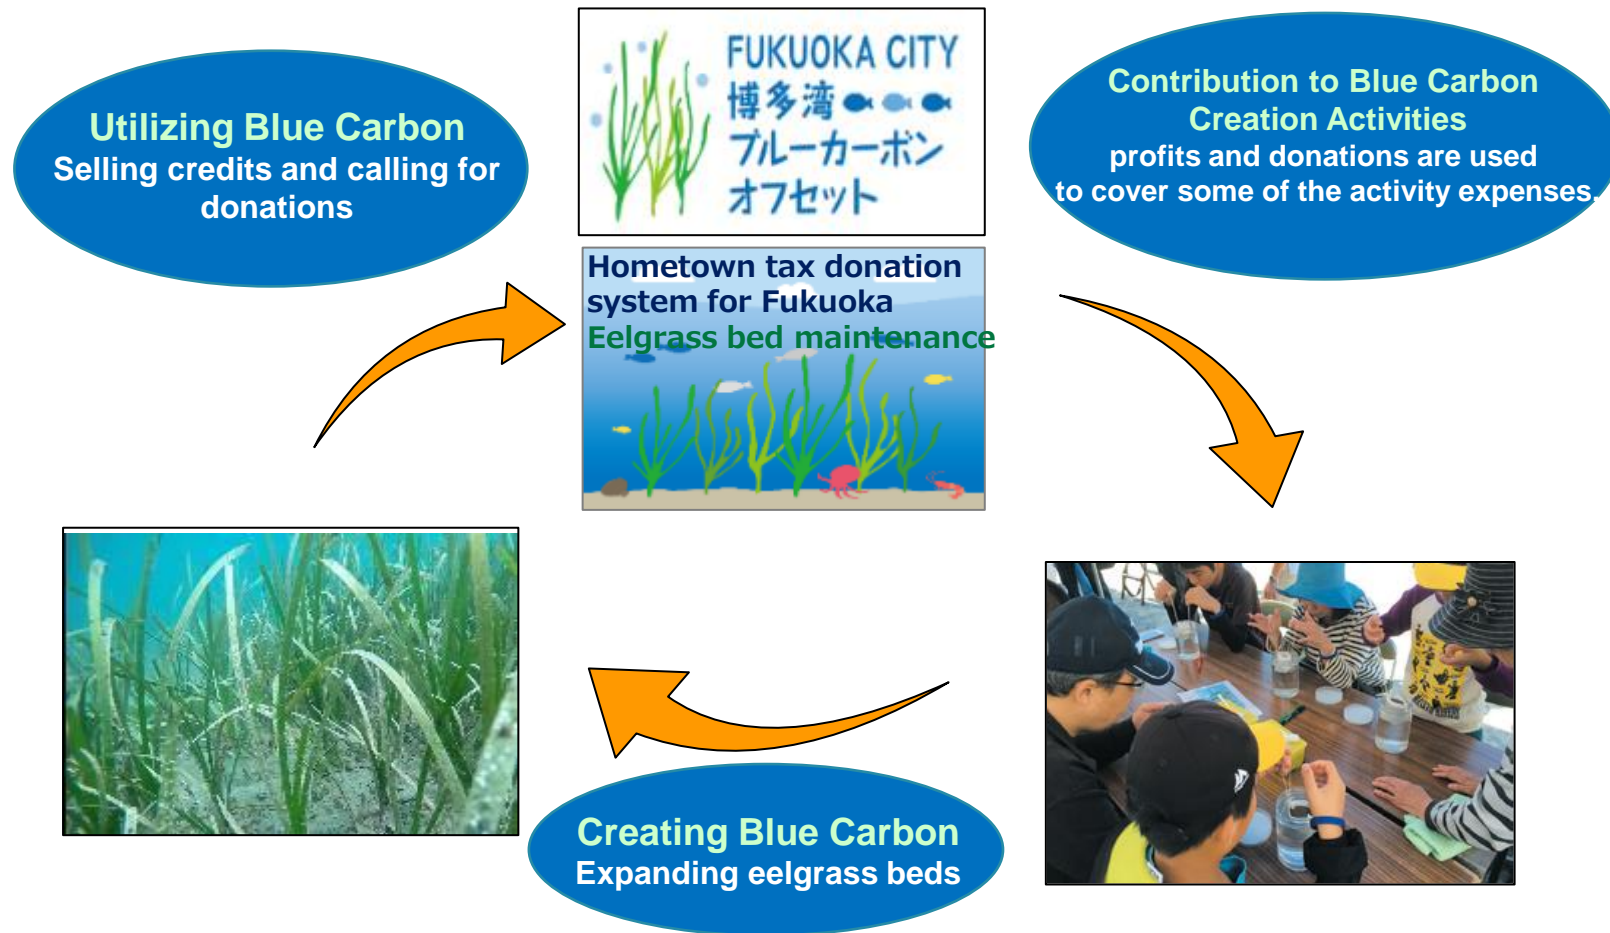 Utilizing Blue Carbon
Selling credits and calling for
donations
FUKUOKA CITY
博多湾
ブルーカーボン
オフセット
Hometown tax donation
system for Fukuoka
Eelgrass bed maintenance
Contribution to Blue Carbon
Creation Activities
profits and donations are used
to cover some of the activity expenses.
Creating Blue Carbon
Expanding eelgrass beds